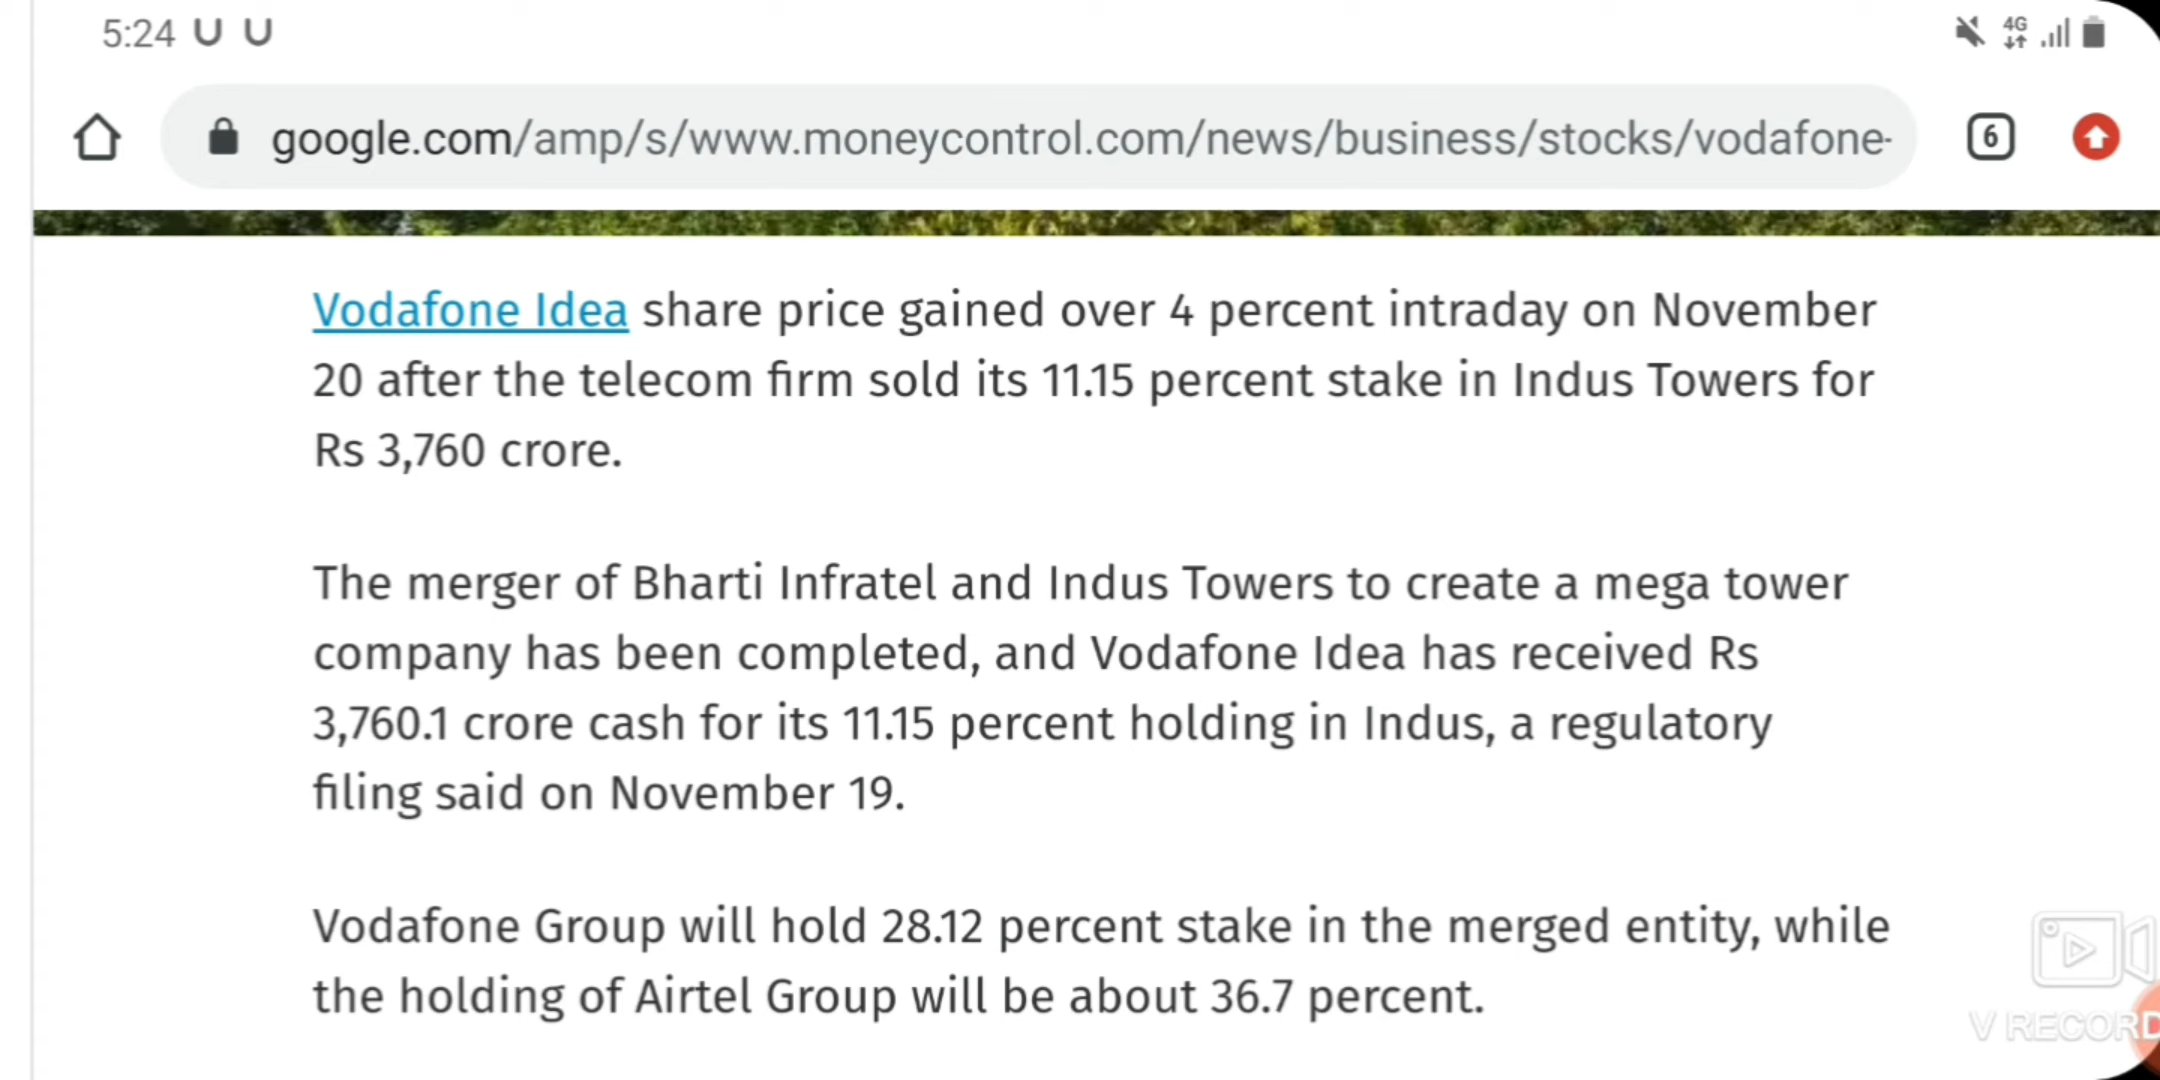 5:24
4G
google.com/amp/s/www.moneycontrol.com/news/business/stocks/vodafone-
6
Vodafone Idea share price gained over 4 percent intraday on November
20 after the telecom firm sold its 11.15 percent stake in Indus Towers for
Rs 3,760 crore.
The merger of Bharti Infratel and Indus Towers to create a mega tower
company has been completed, and Vodafone Idea has received Rs
3,760.1 crore cash for its 11.15 percent holding in Indus, a regulatory
filing said on November 19.
Vodafone Group will hold 28.12 percent stake in the merged entity, while
the holding of Airtel Group will be about 36.7 percent.
V RECORD